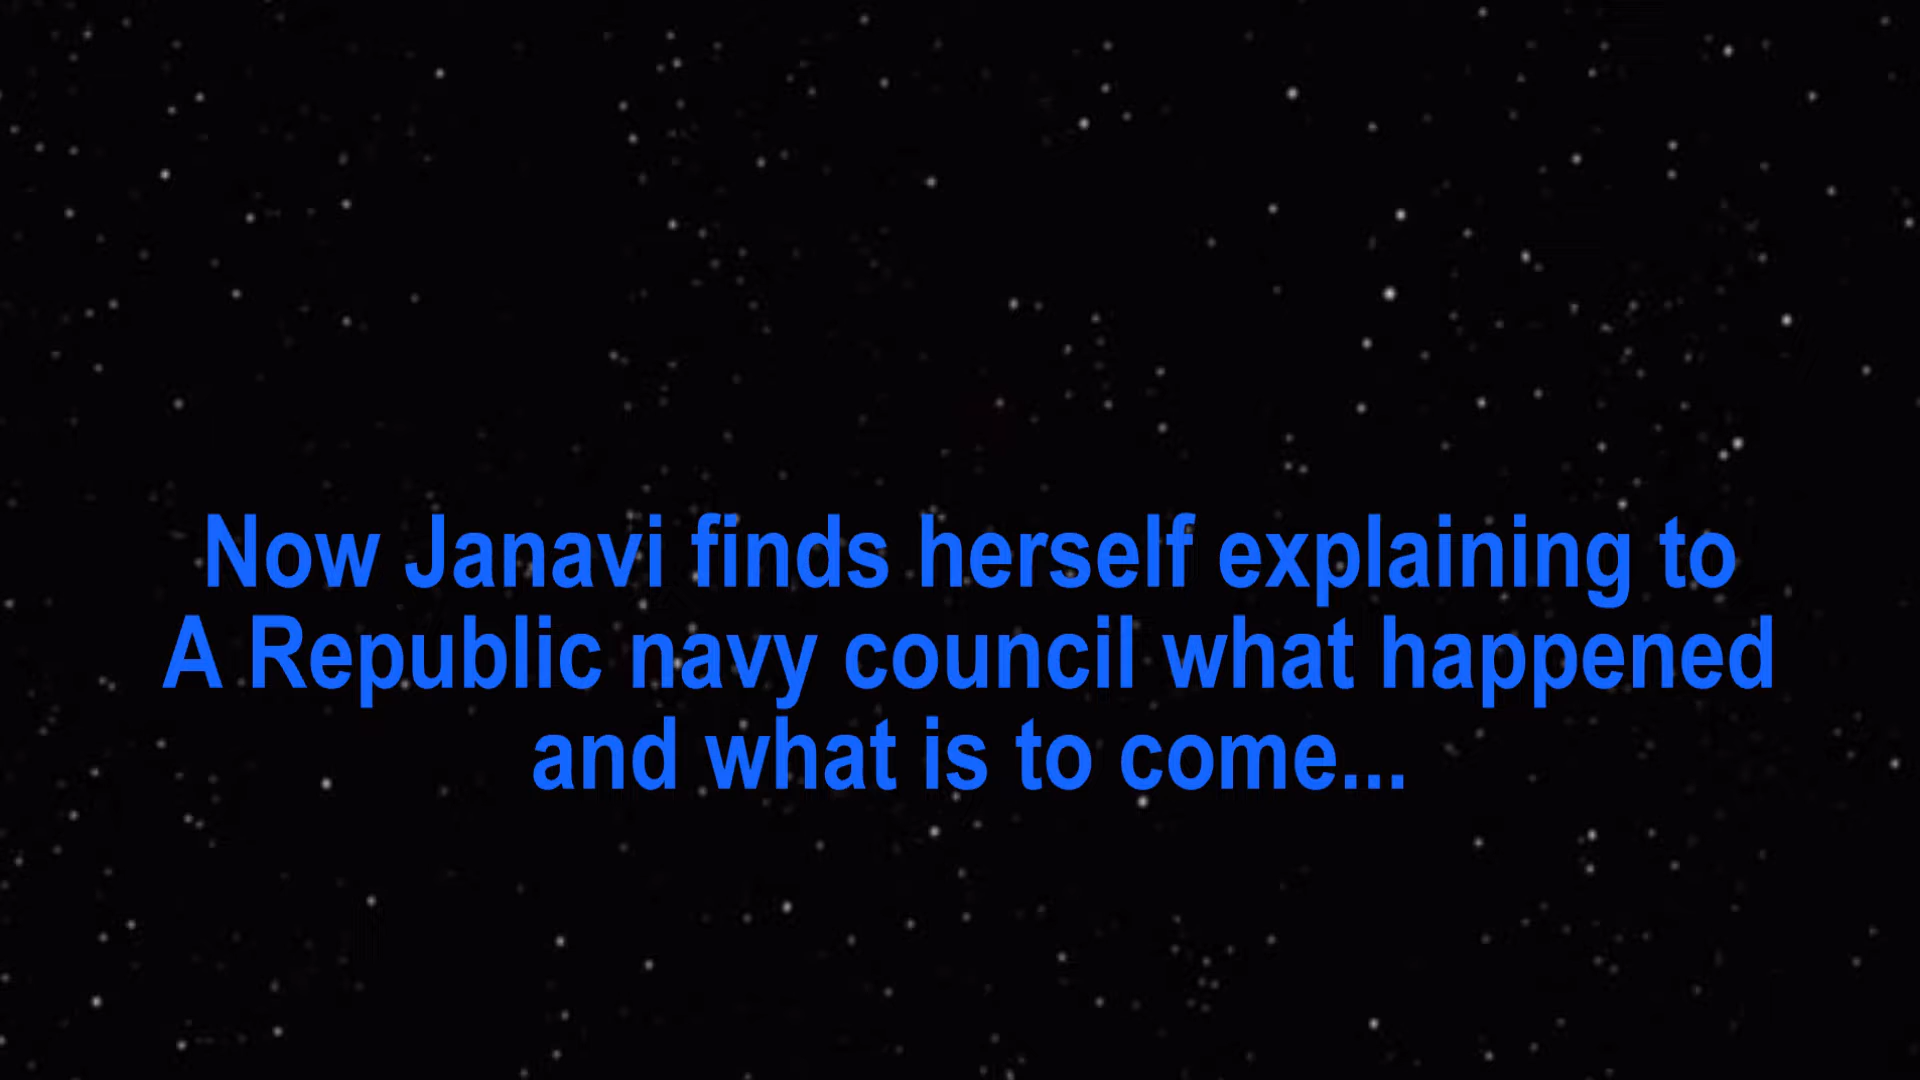 Now Janavi finds herself explaining to
A Republic navy council what happened
and what is to come...